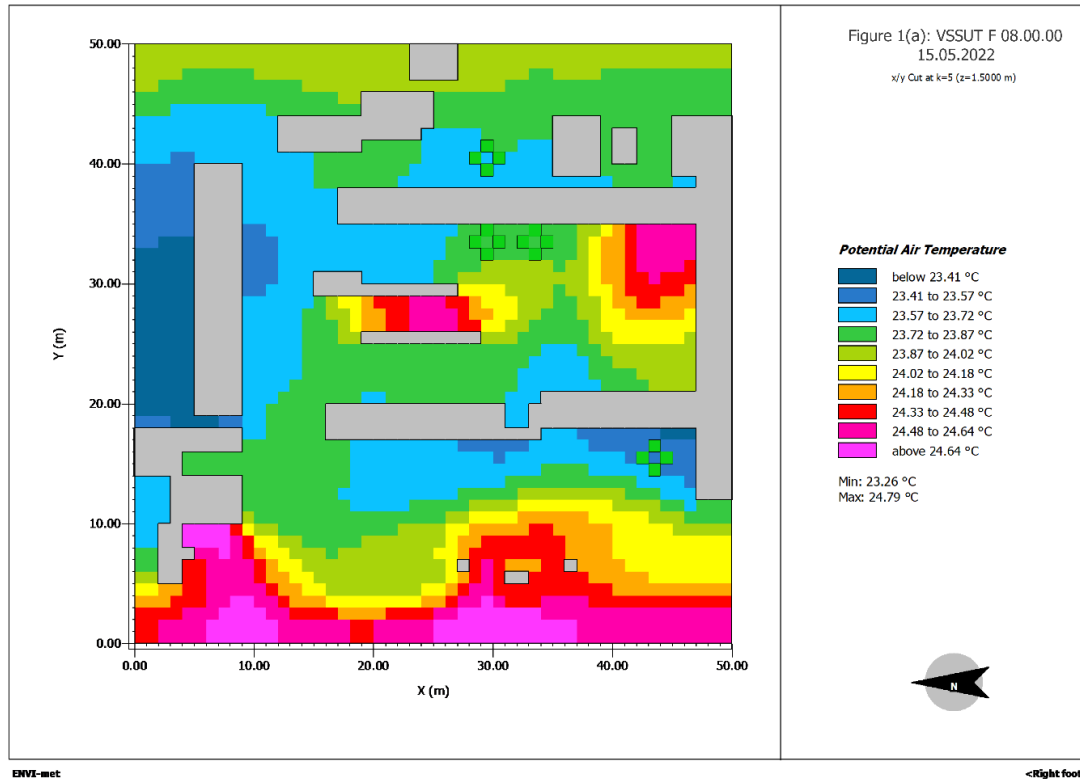 Figure 1(a): VSSUT F 08.00.00
15.05.2022
x/y Cut at k=5 (z=1.5000 m)
50.00
40.00
30.00
20.00
10.00
0.00
Y (m)
0.00 10.00 20.00 30.00 40.00 50.00
X (m)
Potential Air Temperature
below 23.41 °C
23.41 to 23.57 °C
23.57 to 23.72 °C
23.72 to 23.87 °C
23.87 to 24.02 °C
24.02 to 24.18 °C
24.18 to 24.33 °C
24.33 to 24.48 °C
24.48 to 24.64 °C
above 24.64 °C
Min: 23.26 °C
Max: 24.79 °C
N
ENVI-met
<Right foot